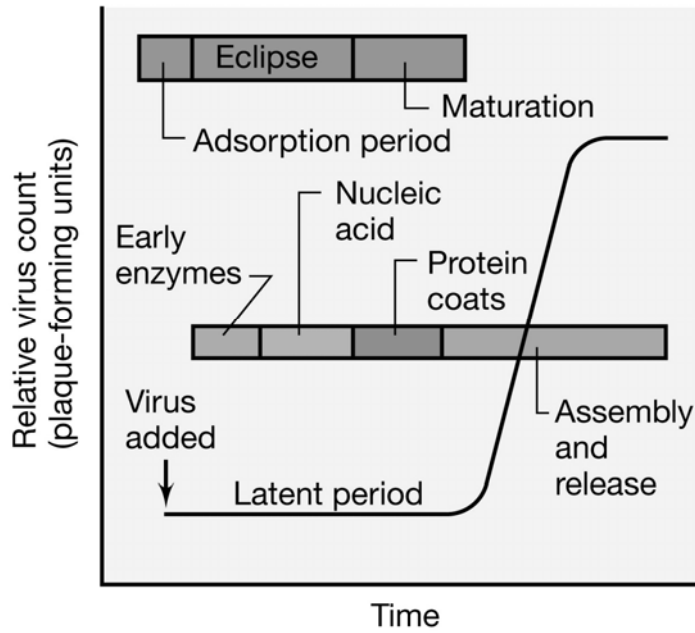 Eclipse
Maturation
Adsorption period
Nucleic
acid
Early
enzymes
Protein
coats
Virus
added
Assembly
and
release
Latent period
Relative virus count
(plaque-forming units)
Time